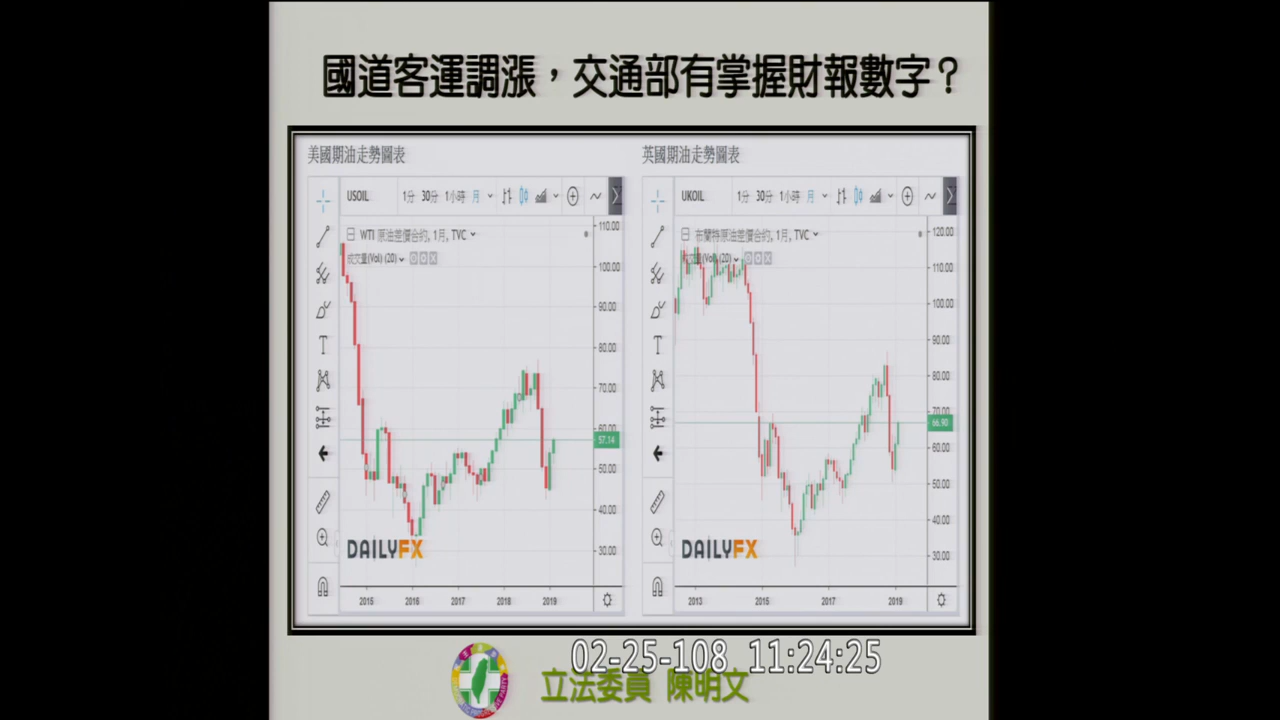 國道客運調漲，交通部有掌握財報數字？
美國期油走勢圖表
英國期油走勢圖表
USOIL 1分 30分 1小時 月
UKOIL 1分 30分 1小時 月
WTI 原油差價合約, 1月, TVC
成交量(Vol) (20)
布蘭特原油差價合約, 1月, TVC
成交量(Vol) (20)
110.00
100.00
90.00
80.00
70.00
60.00
57.14
50.00
40.00
30.00
120.00
110.00
100.00
90.00
80.00
70.00
66.90
60.00
50.00
40.00
30.00
DAILYFX
DAILYFX
2015 2016 2017 2018 2019
2013 2015 2017 2019
02-25-108 11:24:25
立法委員 陳明文